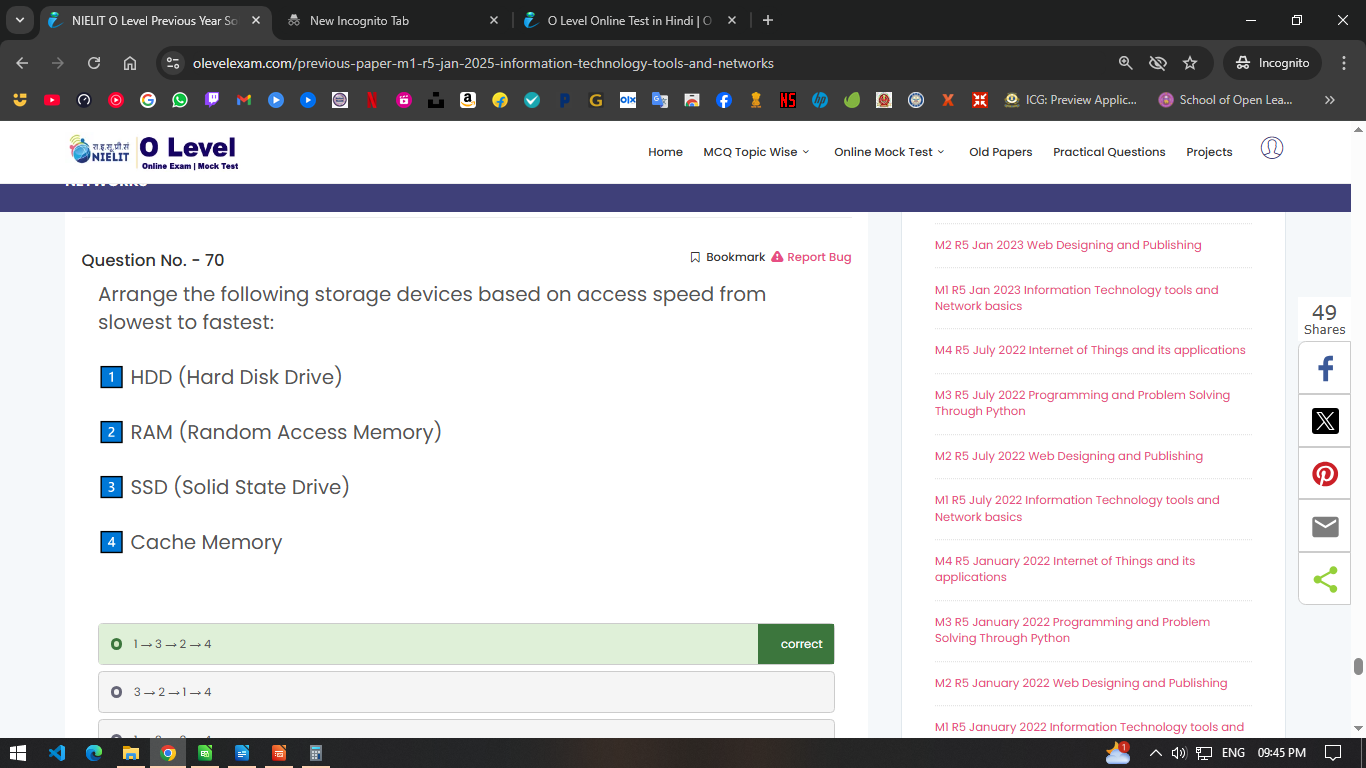 NIELIT O Level Previous Year So
New Incognito Tab
O Level Online Test in Hindi | O
olevelexam.com/previous-paper-m1-r5-jan-2025-information-technology-tools-and-networks
Incognito
ICG: Preview Applic...
School of Open Lea...
रा.इ.सू.प्रौ.सं
NIELIT
O Level
Online Exam | Mock Test
Home
MCQ Topic Wise
Online Mock Test
Old Papers
Practical Questions
Projects
NETWORKS
Question No. - 70
Bookmark
Report Bug
Arrange the following storage devices based on access speed from
slowest to fastest:
1 HDD (Hard Disk Drive)
2 RAM (Random Access Memory)
3 SSD (Solid State Drive)
4 Cache Memory
1 → 3 → 2 → 4
correct
3 → 2 → 1 → 4
M2 R5 Jan 2023 Web Designing and Publishing
M1 R5 Jan 2023 Information Technology tools and
Network basics
M4 R5 July 2022 Internet of Things and its applications
M3 R5 July 2022 Programming and Problem Solving
Through Python
M2 R5 July 2022 Web Designing and Publishing
M1 R5 July 2022 Information Technology tools and
Network basics
M4 R5 January 2022 Internet of Things and its
applications
M3 R5 January 2022 Programming and Problem
Solving Through Python
M2 R5 January 2022 Web Designing and Publishing
M1 R5 January 2022 Information Technology tools and
49
Shares
1
ENG
09:45 PM